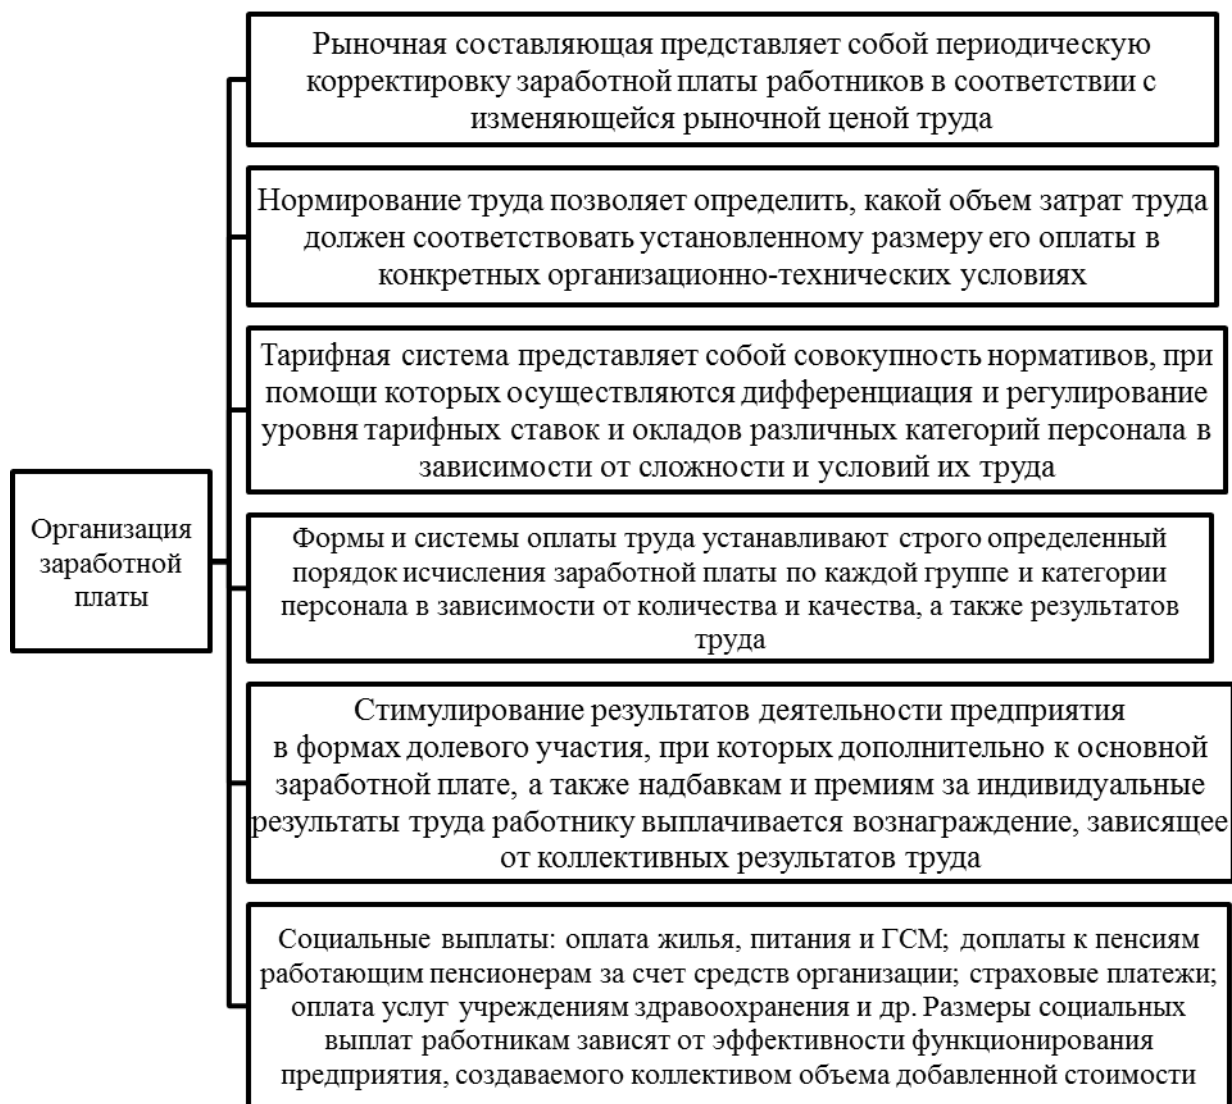 Рыночная составляющая представляет собой периодическую
корректировку заработной платы работников в соответствии с
изменяющейся рыночной ценой труда
Нормирование труда позволяет определить, какой объем затрат труда
должен соответствовать установленному размеру его оплаты в
конкретных организационно-технических условиях
Тарифная система представляет собой совокупность нормативов, при
помощи которых осуществляются дифференциация и регулирование
уровня тарифных ставок и окладов различных категорий персонала в
зависимости от сложности и условий их труда
Организация
заработной
платы
Формы и системы оплаты труда устанавливают строго определенный
порядок исчисления заработной платы по каждой группе и категории
персонала в зависимости от количества и качества, а также результатов
труда
Стимулирование результатов деятельности предприятия
в формах долевого участия, при которых дополнительно к основной
заработной плате, а также надбавкам и премиям за индивидуальные
результаты труда работнику выплачивается вознаграждение, зависящее
от коллективных результатов труда
Социальные выплаты: оплата жилья, питания и ГСМ; доплаты к пенсиям
работающим пенсионерам за счет средств организации; страховые платежи;
оплата услуг учреждениям здравоохранения и др. Размеры социальных
выплат работникам зависят от эффективности функционирования
предприятия, создаваемого коллективом объема добавленной стоимости